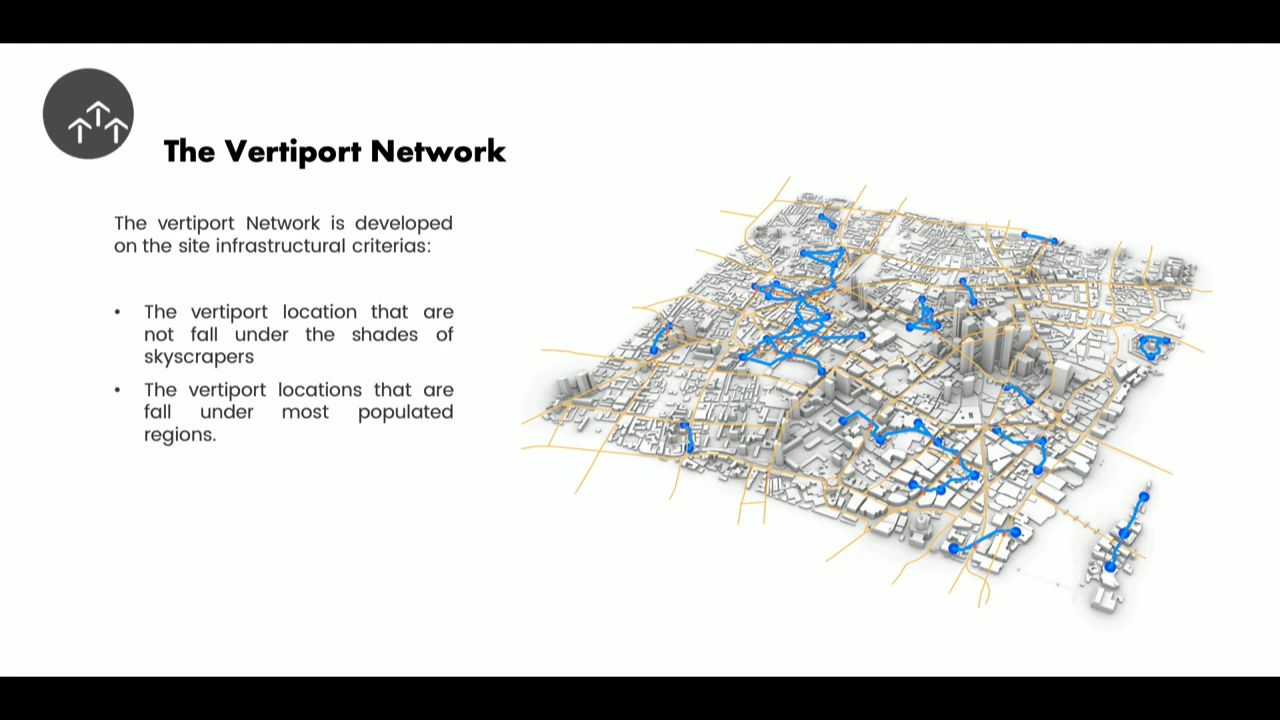 The Vertiport Network
The vertiport Network is developed
on the site infrastructural criterias:
• The vertiport location that are
not fall under the shades of
skyscrapers
• The vertiport locations that are
fall under most populated
regions.